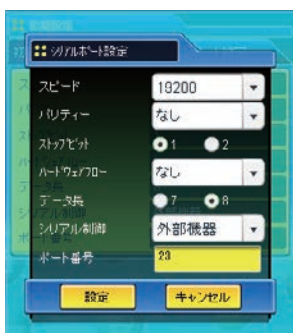 シリアルポート設定
スピード 19200
パリティー なし
ストップビット 1 2
ハードウェアフロー なし
データ長 7 8
シリアル制御 外部機器
ポート番号 23
設定 キャンセル